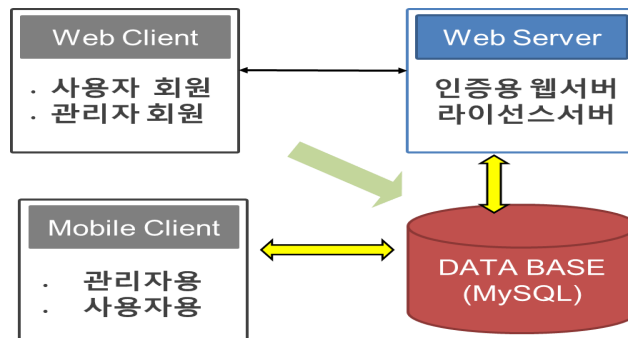 Web Client
. 사용자 회원
. 관리자 회원
Web Server
인증용 웹서버
라이선스서버
Mobile Client
. 관리자용
. 사용자용
DATA BASE
(MySQL)